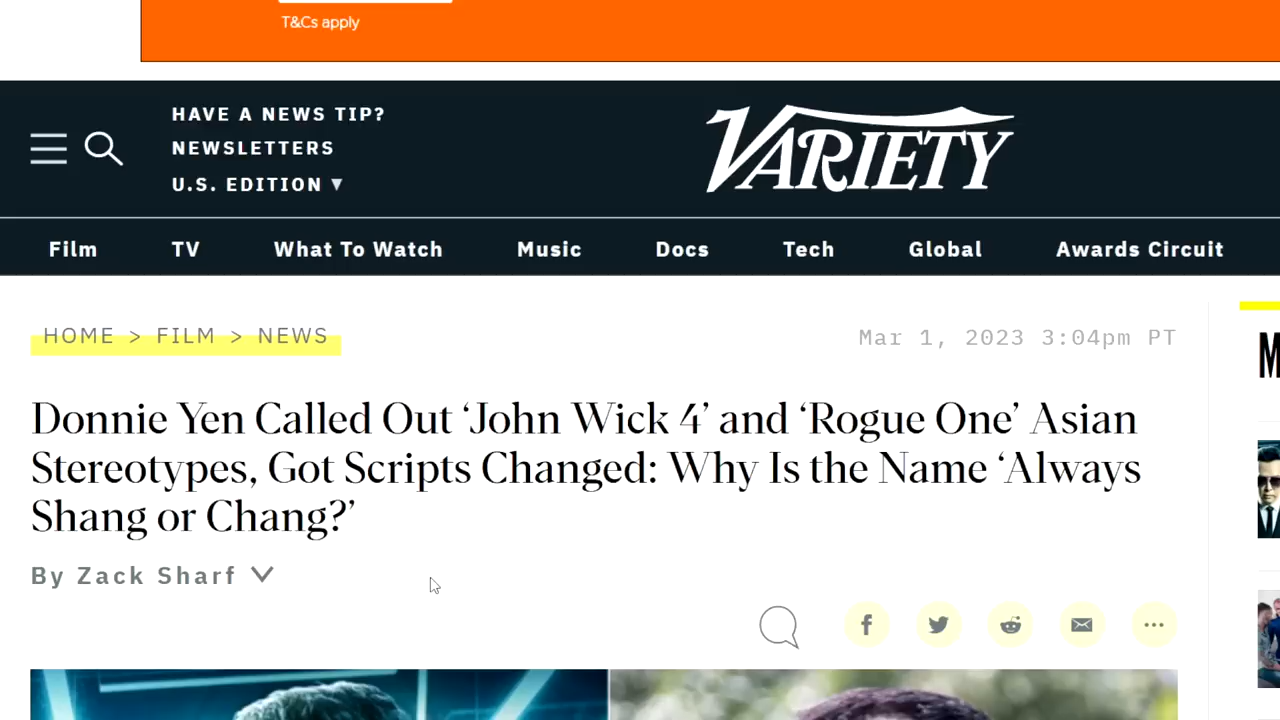 T&Cs apply
HAVE A NEWS TIP?
NEWSLETTERS
U.S. EDITION
VARIETY
Film TV What To Watch Music Docs Tech Global Awards Circuit
HOME > FILM > NEWS
Mar 1, 2023 3:04pm PT
M
Donnie Yen Called Out ‘John Wick 4’ and ‘Rogue One’ Asian
Stereotypes, Got Scripts Changed: Why Is the Name ‘Always
Shang or Chang?’
By Zack Sharf